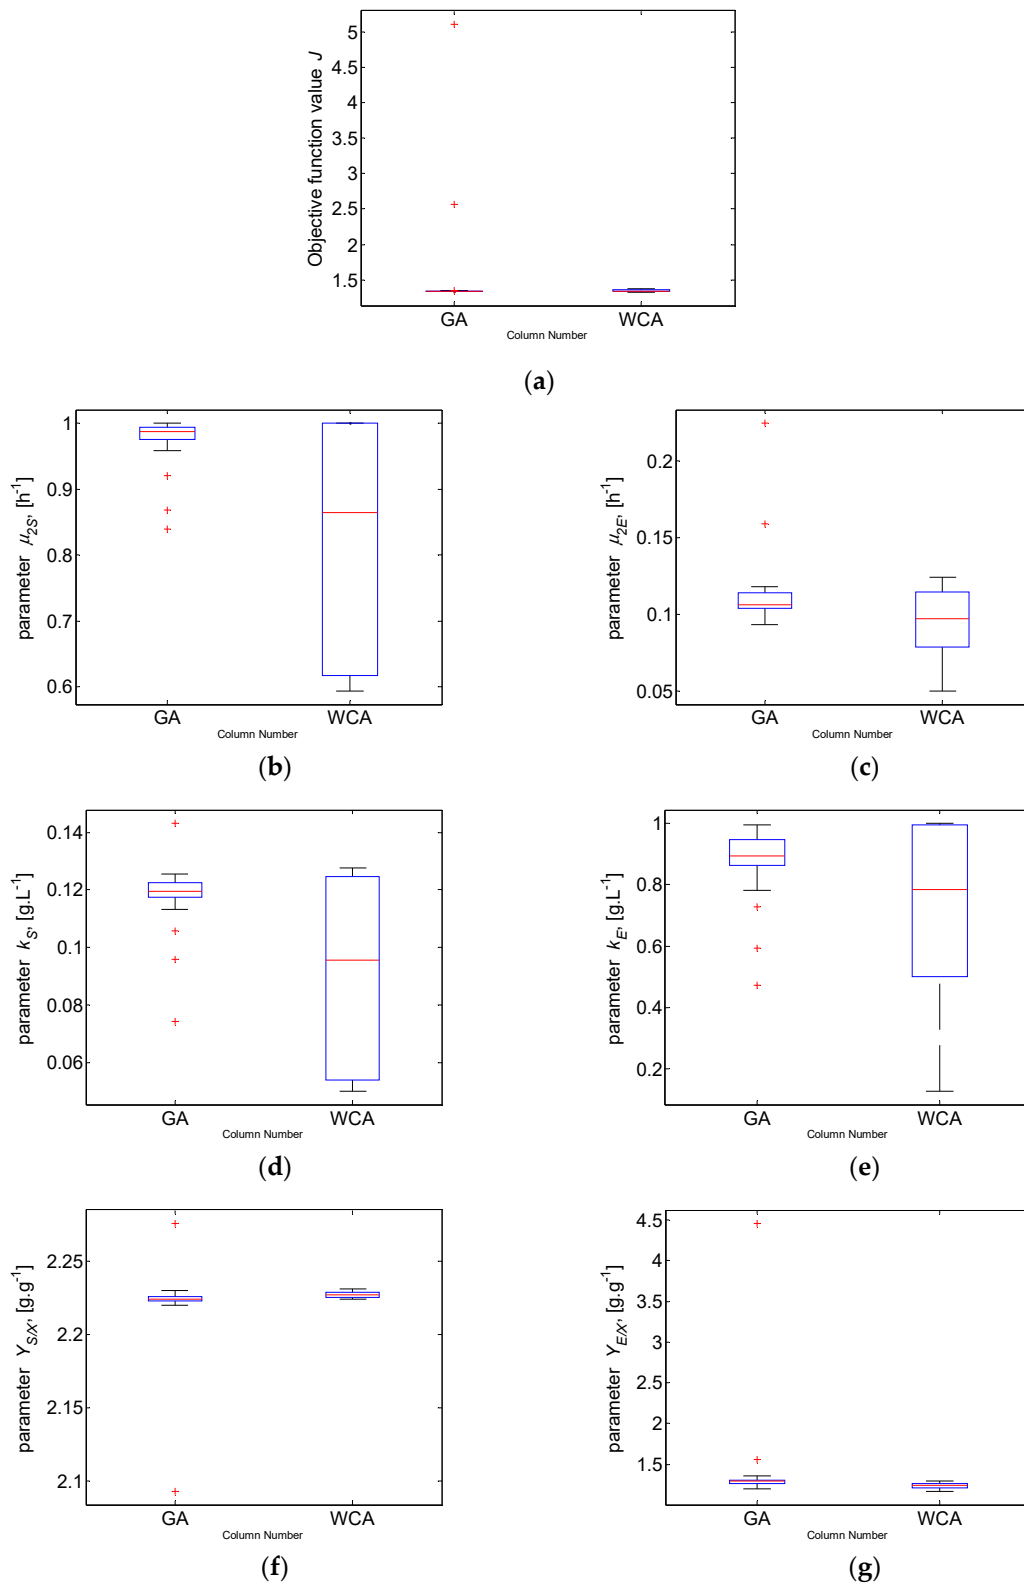 Objective function value J
5
4.5
4
3.5
3
2.5
2
1.5
GA WCA
Column Number
(a)
parameter μ2S, [h-1]
1
0.9
0.8
0.7
0.6
GA WCA
Column Number
(b)
parameter μ2E, [h-1]
0.2
0.15
0.1
0.05
GA WCA
Column Number
(c)
parameter kS, [g.L-1]
0.14
0.12
0.1
0.08
0.06
GA WCA
Column Number
(d)
parameter kE, [g.L-1]
1
0.8
0.6
0.4
0.2
GA WCA
Column Number
(e)
parameter YS/X, [g.g-1]
2.25
2.2
2.15
2.1
GA WCA
Column Number
(f)
parameter YE/X, [g.g-1]
4.5
4
3.5
3
2.5
2
1.5
GA WCA
Column Number
(g)